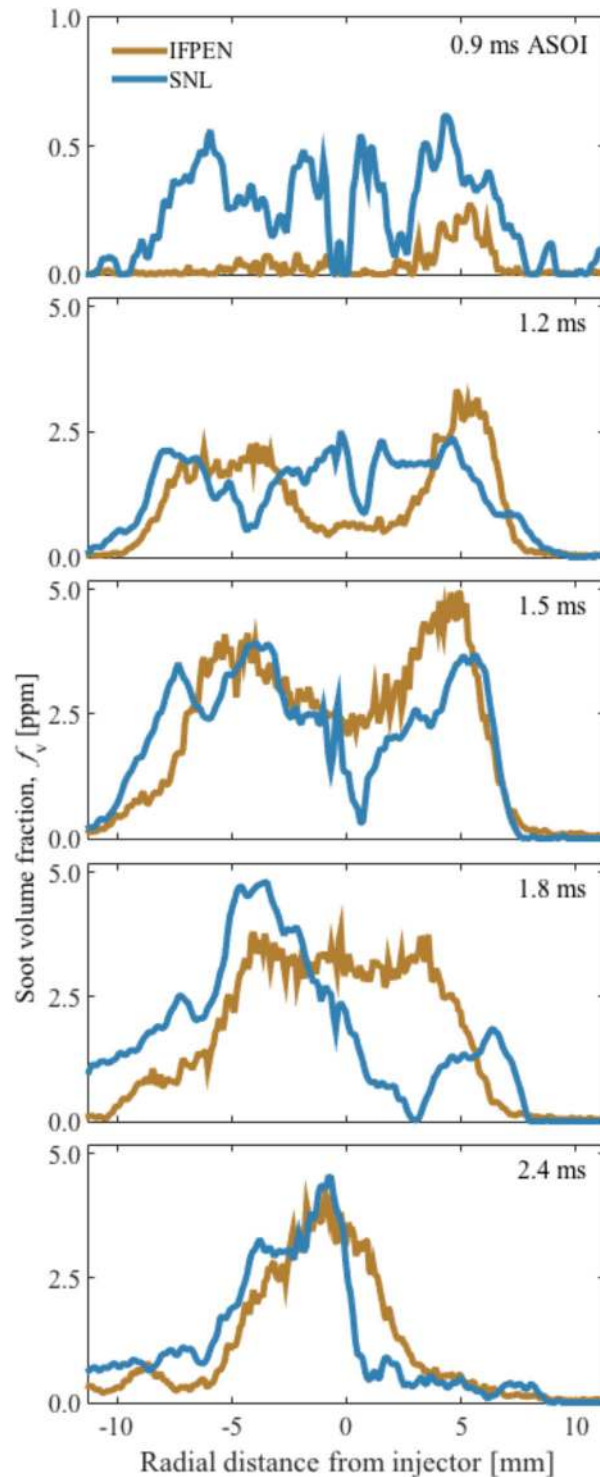 1.0
IFPEN
0.9 ms ASOI
SNL
0.5
0.0
5.0
1.2 ms
2.5
0.0
5.0
1.5 ms
2.5
0.0
Soot volume fraction, fv [ppm]
5.0
1.8 ms
2.5
0.0
5.0
2.4 ms
2.5
0.0
-10 -5 0 5 10
Radial distance from injector [mm]